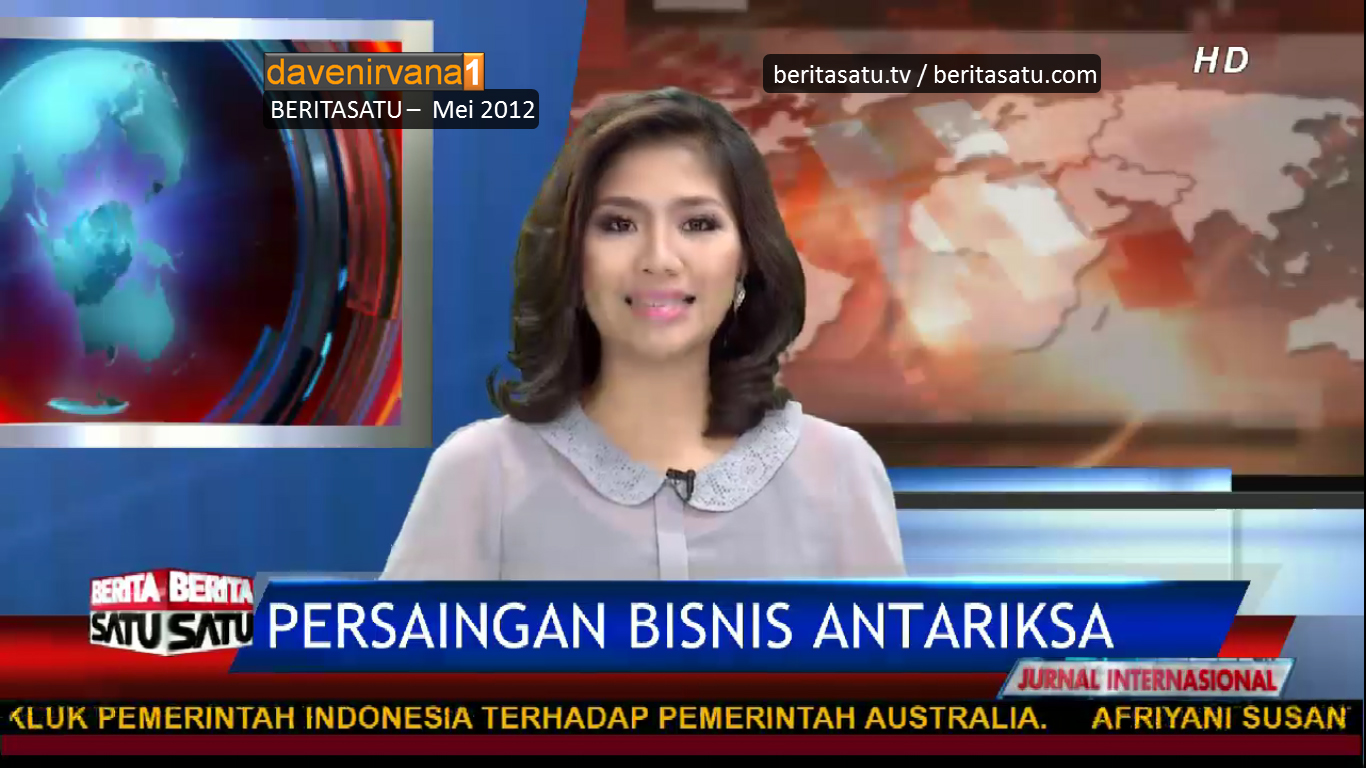 davenirvana1
BERITASATU – Mei 2012
beritasatu.tv / beritasatu.com
HD
BERITA BERITA
SATU SATU
PERSAINGAN BISNIS ANTARIKSA
JURNAL INTERNASIONAL
KLUK PEMERINTAH INDONESIA TERHADAP PEMERINTAH AUSTRALIA. AFRIYANI SUSAN